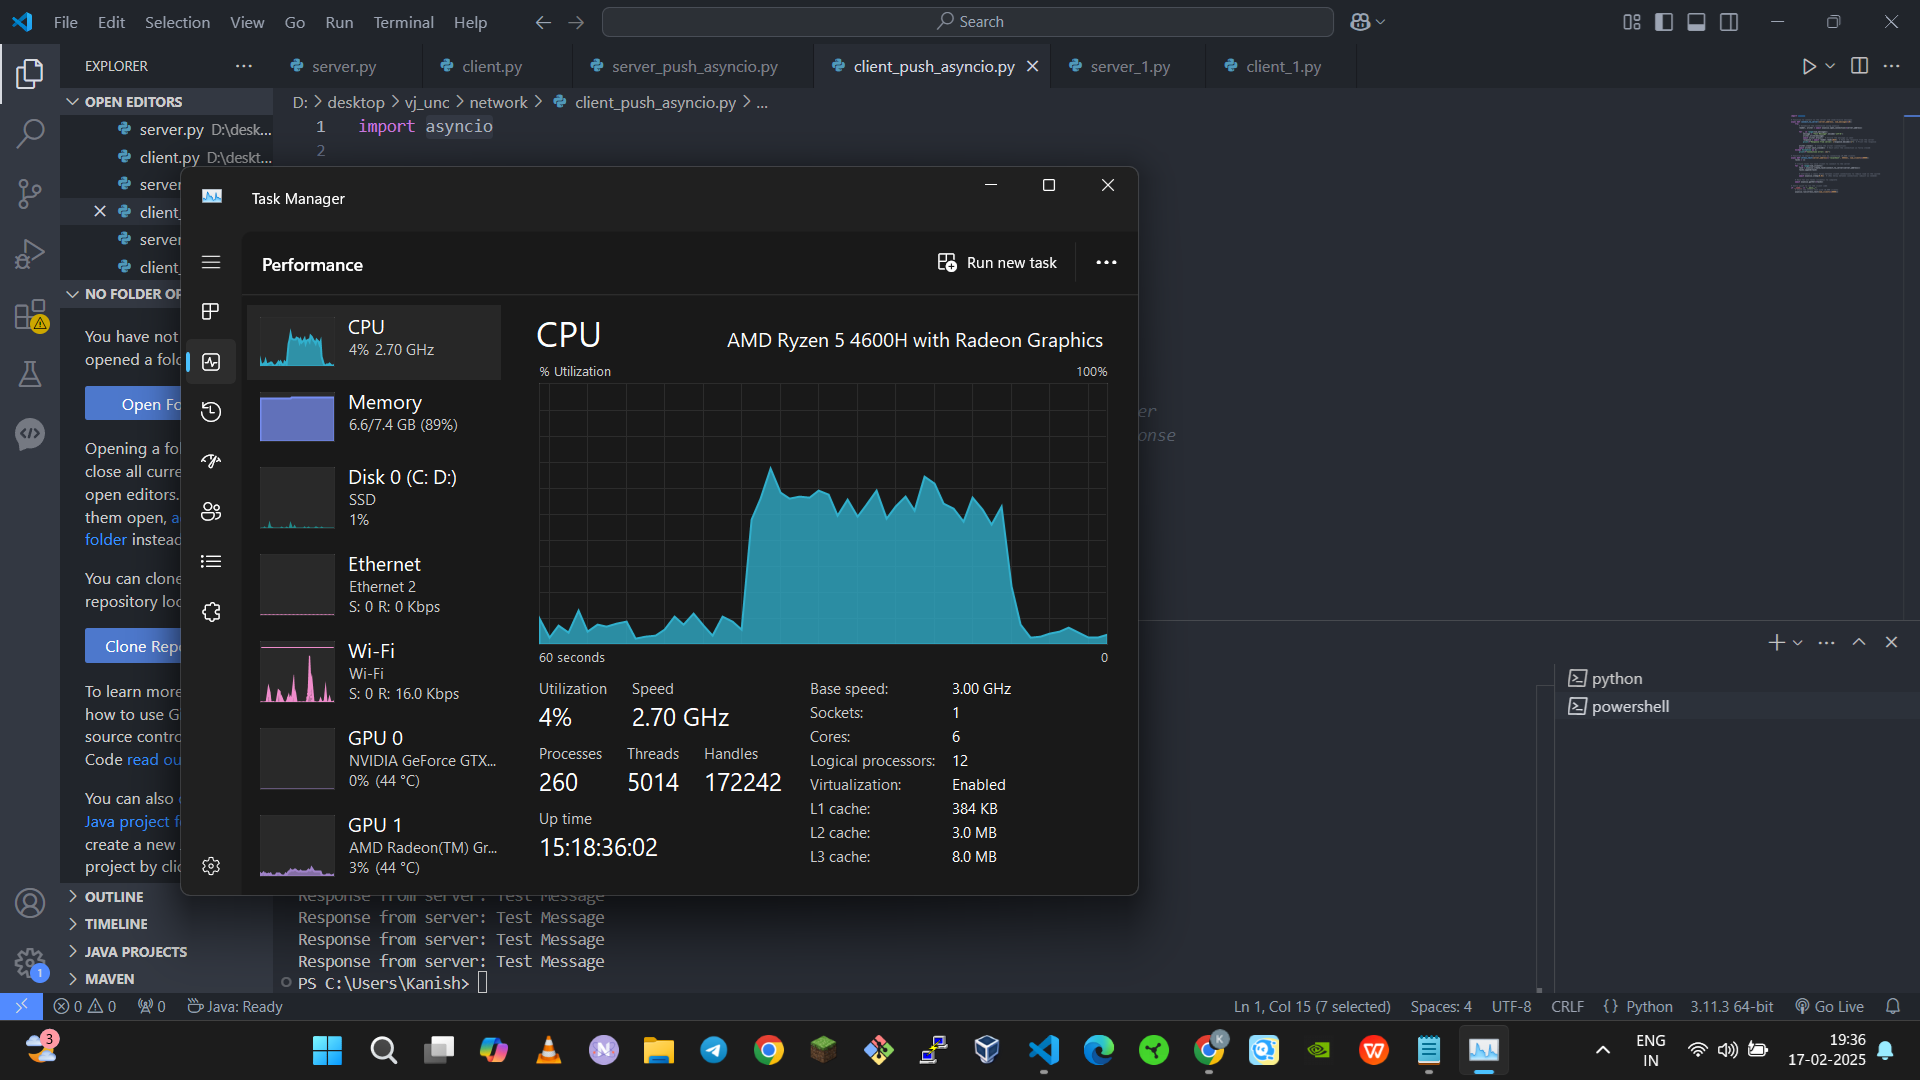 File Edit Selection View Go Run Terminal Help
Search
EXPLORER
server.py
client.py
server_push_asyncio.py
client_push_asyncio.py
server_1.py
client_1.py
OPEN EDITORS
server.py D:\desk...
client.py D:\deskt...
server
client_
server
client_
D: > desktop > vj_unc > network > client_push_asyncio.py > ...
1 import asyncio
2
er
onse
NO FOLDER OP
You have not
opened a fold
Open Fo
Opening a fol
close all curre
open editors.
them open, a
folder instead
You can clone
repository loc
Clone Repo
To learn more
how to use G
source contro
Code read ou
You can also
Java project f
create a new
project by clic
OUTLINE
TIMELINE
JAVA PROJECTS
MAVEN
Task Manager
Performance
Run new task
CPU
4% 2.70 GHz
Memory
6.6/7.4 GB (89%)
Disk 0 (C: D:)
SSD
1%
Ethernet
Ethernet 2
S: 0 R: 0 Kbps
Wi-Fi
Wi-Fi
S: 0 R: 16.0 Kbps
GPU 0
NVIDIA GeForce GTX...
0% (44 °C)
GPU 1
AMD Radeon(TM) Gr...
3% (44 °C)
CPU
AMD Ryzen 5 4600H with Radeon Graphics
% Utilization 100%
60 seconds 0
Utilization Speed
4% 2.70 GHz
Processes Threads Handles
260 5014 172242
Up time
15:18:36:02
Base speed: 3.00 GHz
Sockets: 1
Cores: 6
Logical processors: 12
Virtualization: Enabled
L1 cache: 384 KB
L2 cache: 3.0 MB
L3 cache: 8.0 MB
python
powershell
Response from server: Test Message
Response from server: Test Message
Response from server: Test Message
Response from server: Test Message
PS C:\Users\Kanish>
0 0 0 Java: Ready
Ln 1, Col 15 (7 selected) Spaces: 4 UTF-8 CRLF {} Python 3.11.3 64-bit Go Live
1
3
N
K
W
ENG
IN
19:36
17-02-2025